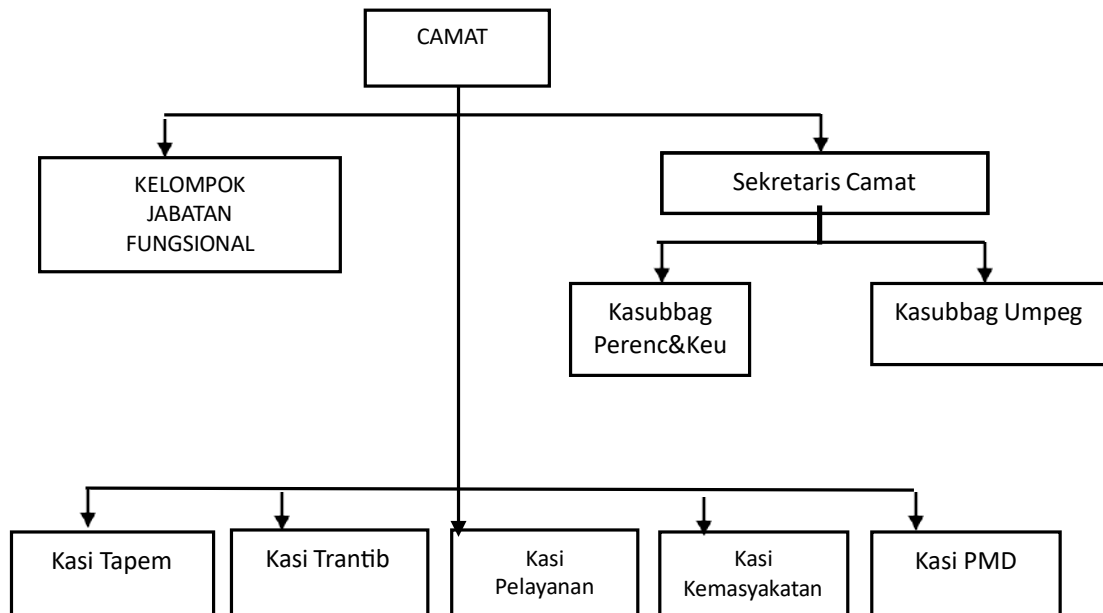 CAMAT
KELOMPOK
JABATAN
FUNGSIONAL
Sekretaris Camat
Kasubbag
Perenc&Keu
Kasubbag Umpeg
Kasi Tapem
Kasi Trantib
Kasi
Pelayanan
Kasi
Kemasyakatan
Kasi PMD